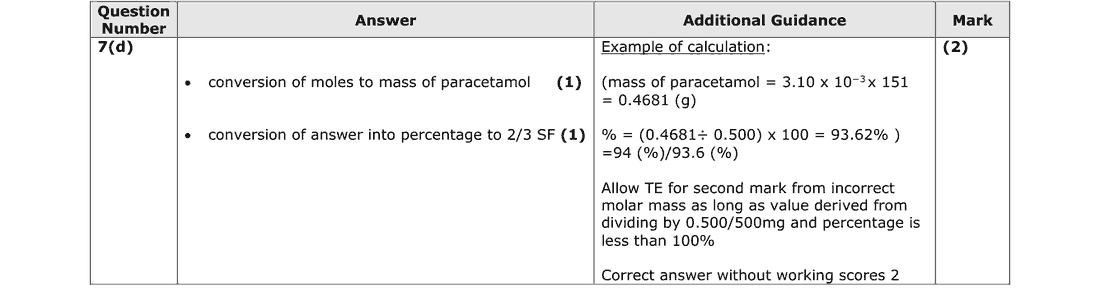 Question Number
Answer
Additional Guidance
Mark
7(d)
• conversion of moles to mass of paracetamol (1)
• conversion of answer into percentage to 2/3 SF (1)
Example of calculation:
(mass of paracetamol = 3.10 x 10⁻³x 151
= 0.4681 (g)
% = (0.4681÷ 0.500) x 100 = 93.62% )
=94 (%)/93.6 (%)
Allow TE for second mark from incorrect
molar mass as long as value derived from
dividing by 0.500/500mg and percentage is
less than 100%
Correct answer without working scores 2
(2)